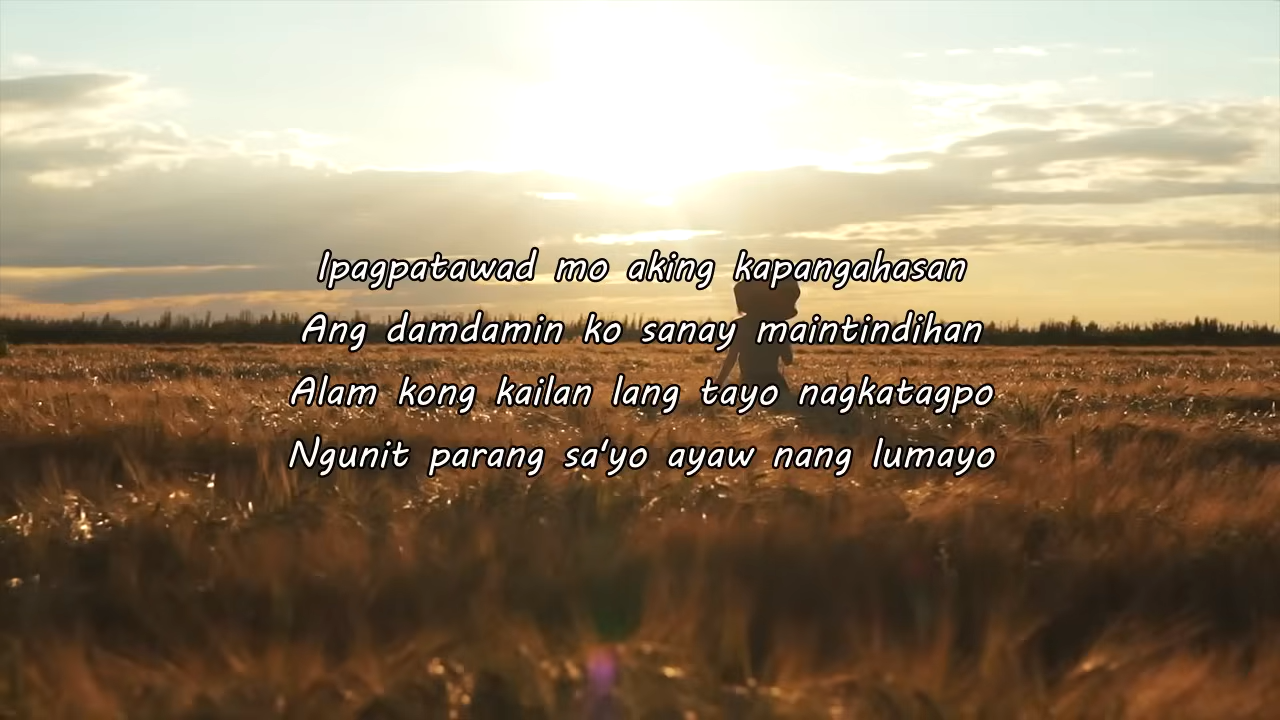 Ipagpatawad mo aking kapangahasan
Ang damdamin ko sanay maintindihan
Alam kong kailan lang tayo nagkatagpo
Ngunit parang sa'yo ayaw nang lumayo